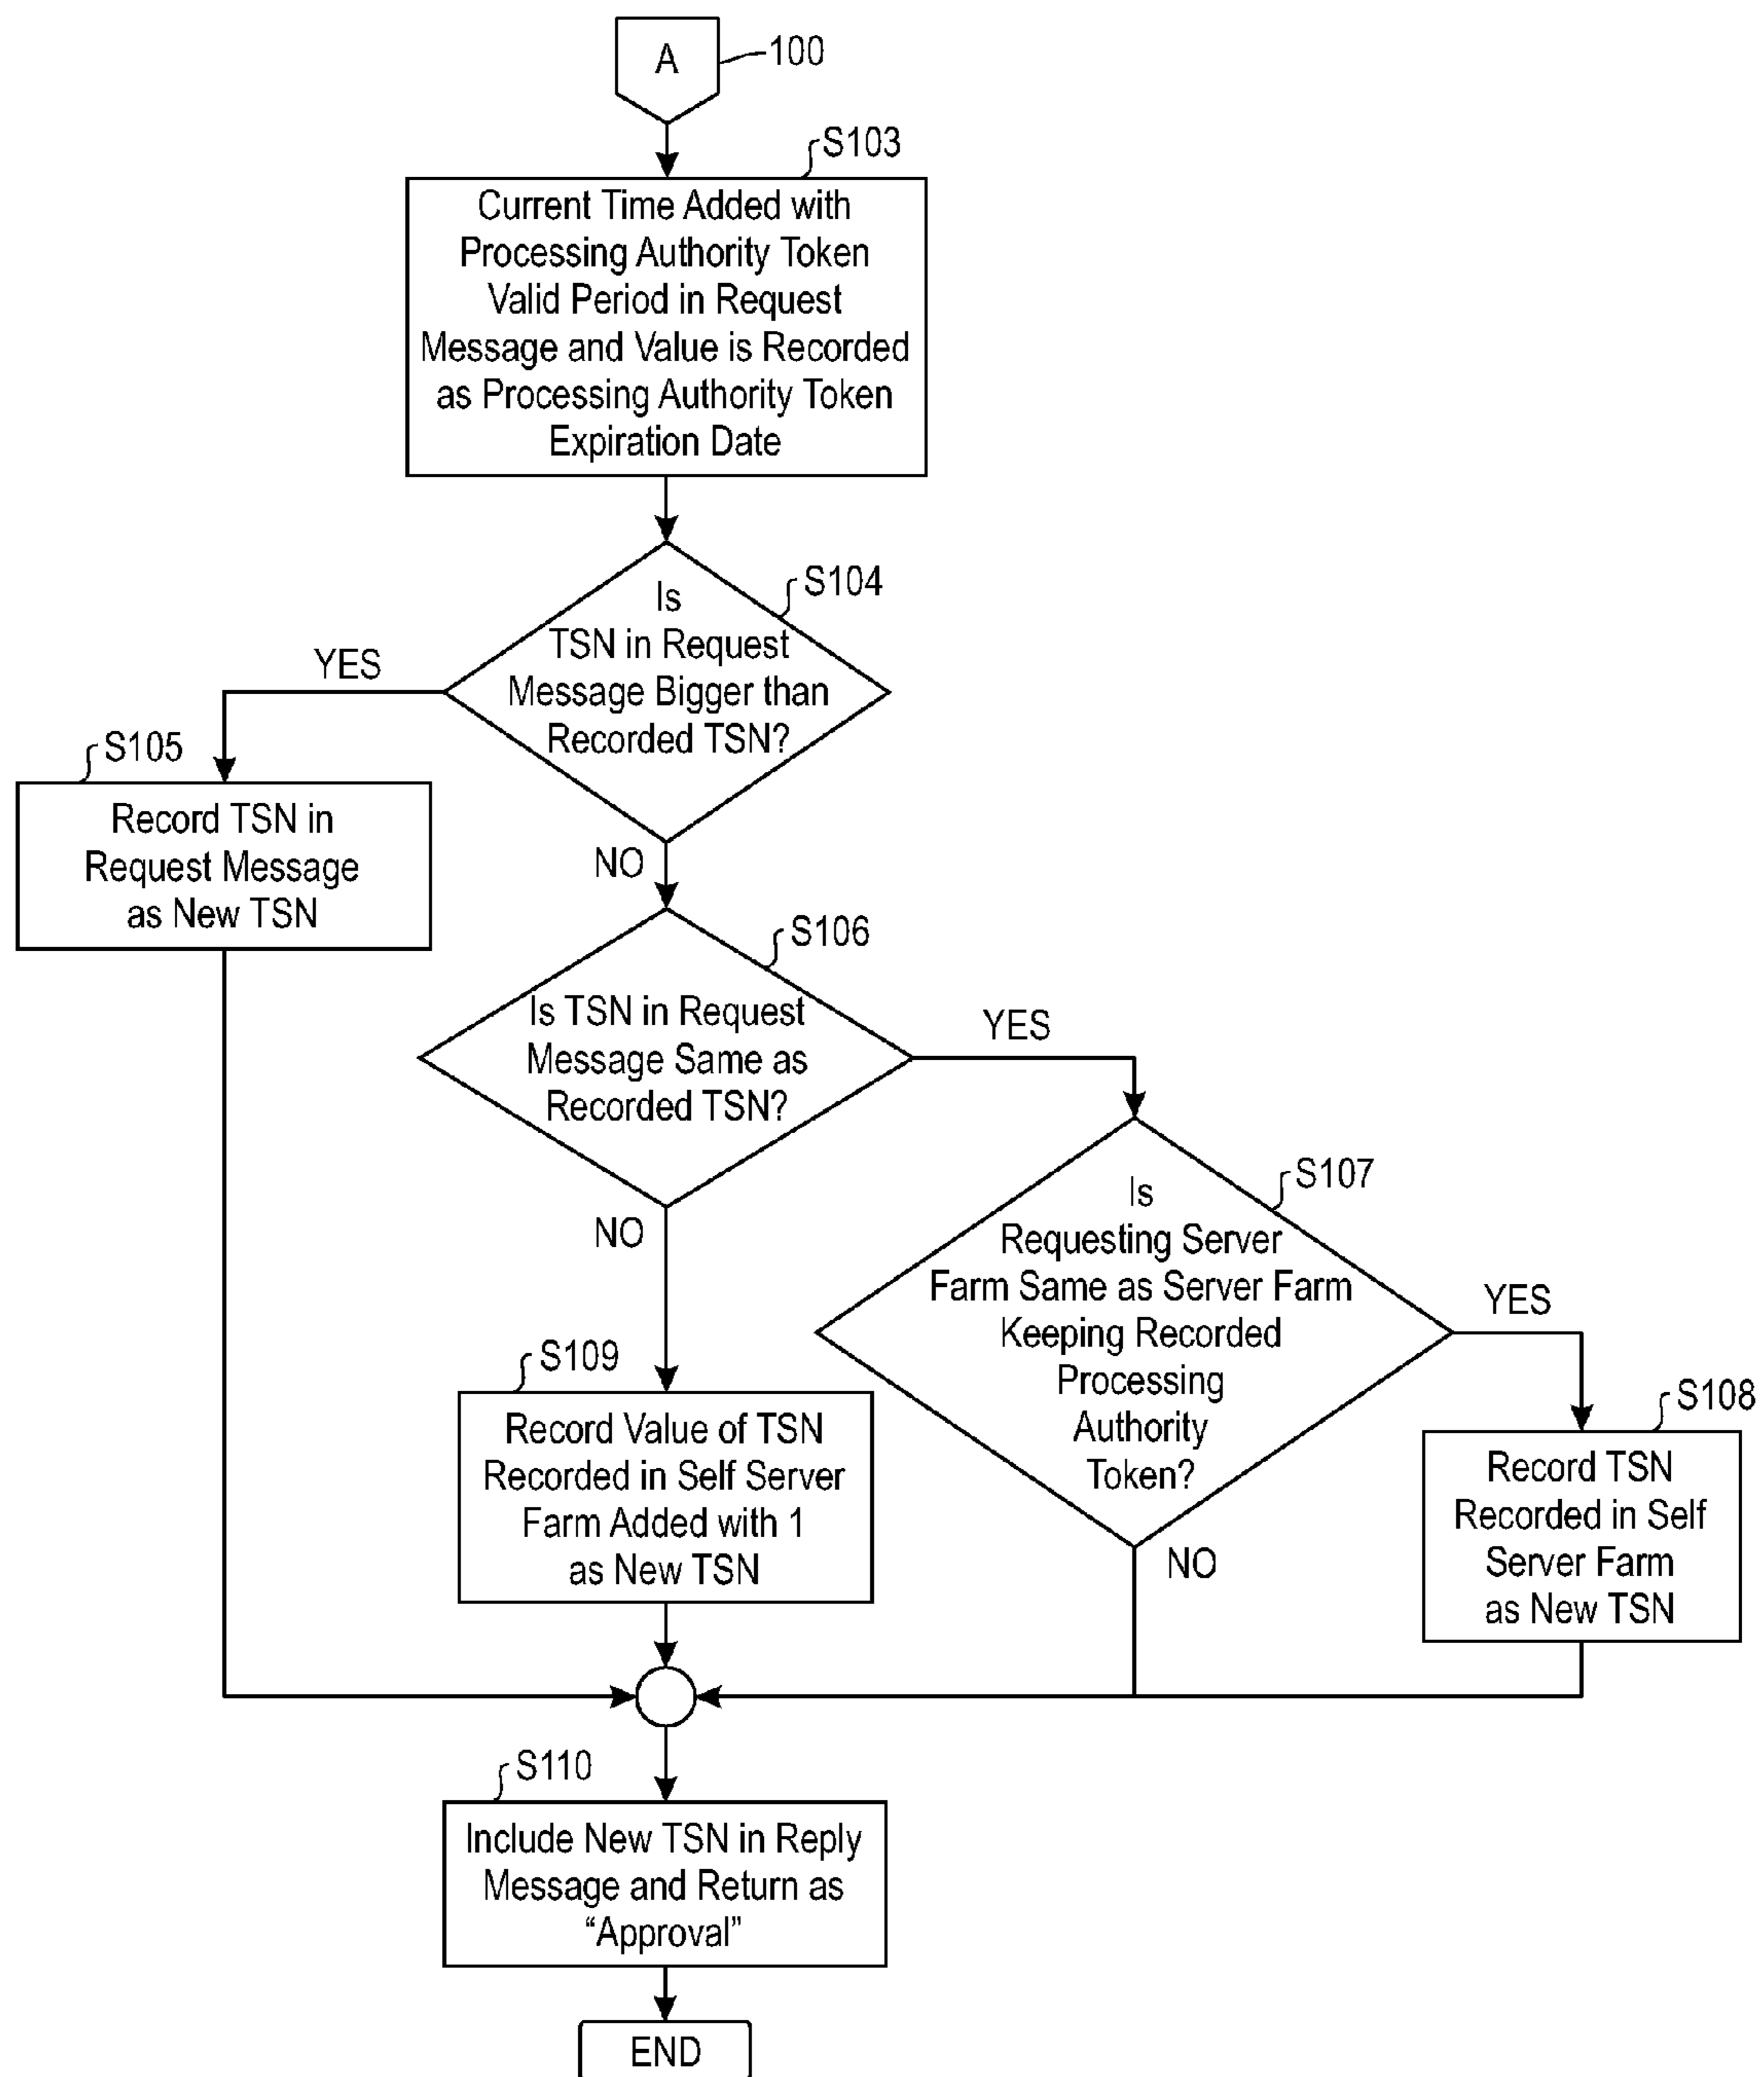 A
100
S103
Current Time Added with
Processing Authority Token
Valid Period in Request
Message and Value is Recorded
as Processing Authority Token
Expiration Date
S104
Is
TSN in Request
Message Bigger than
Recorded TSN?
YES
S105
Record TSN in
Request Message
as New TSN
NO
S106
Is TSN in Request
Message Same as
Recorded TSN?
YES
S107
Is
Requesting Server
Farm Same as Server Farm
Keeping Recorded
Processing
Authority
Token?
YES
S108
Record TSN
Recorded in Self
Server Farm
as New TSN
NO
NO
S109
Record Value of TSN
Recorded in Self Server
Farm Added with 1
as New TSN
S110
Include New TSN in Reply
Message and Return as
“Approval”
END